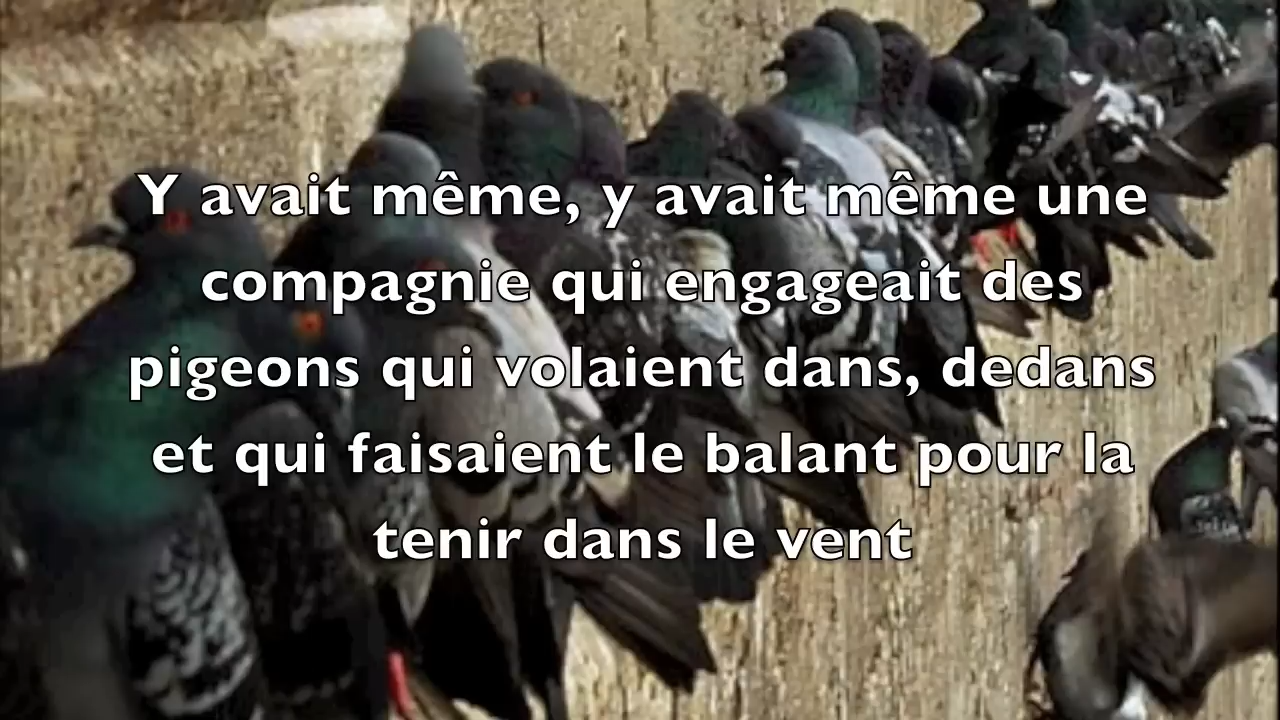 Y avait même, y avait même une
compagnie qui engageait des
pigeons qui volaient dans, dedans
et qui faisaient le balant pour la
tenir dans le vent